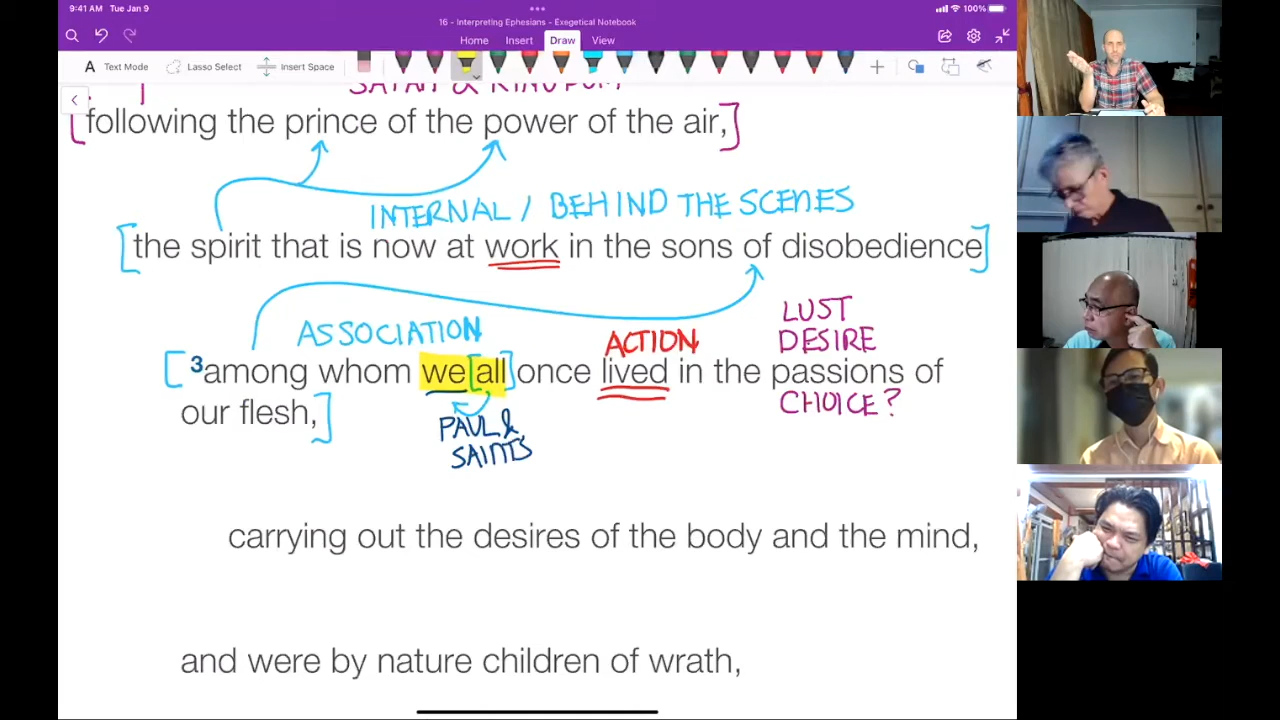 9:41 AM Tue Jan 9
100%
16 - Interpreting Ephesians - Exegetical Notebook
Home Insert Draw View
A Text Mode Lasso Select Insert Space
SATAN & KINGDOM
[following the prince of the power of the air,]
INTERNAL / BEHIND THE SCENES
[the spirit that is now at work in the sons of disobedience]
LUST
ASSOCIATION ACTION DESIRE
[³among whom we [all] once lived in the passions of
CHOICE?
our flesh,]
PAUL &
SAINTS
carrying out the desires of the body and the mind,
and were by nature children of wrath,